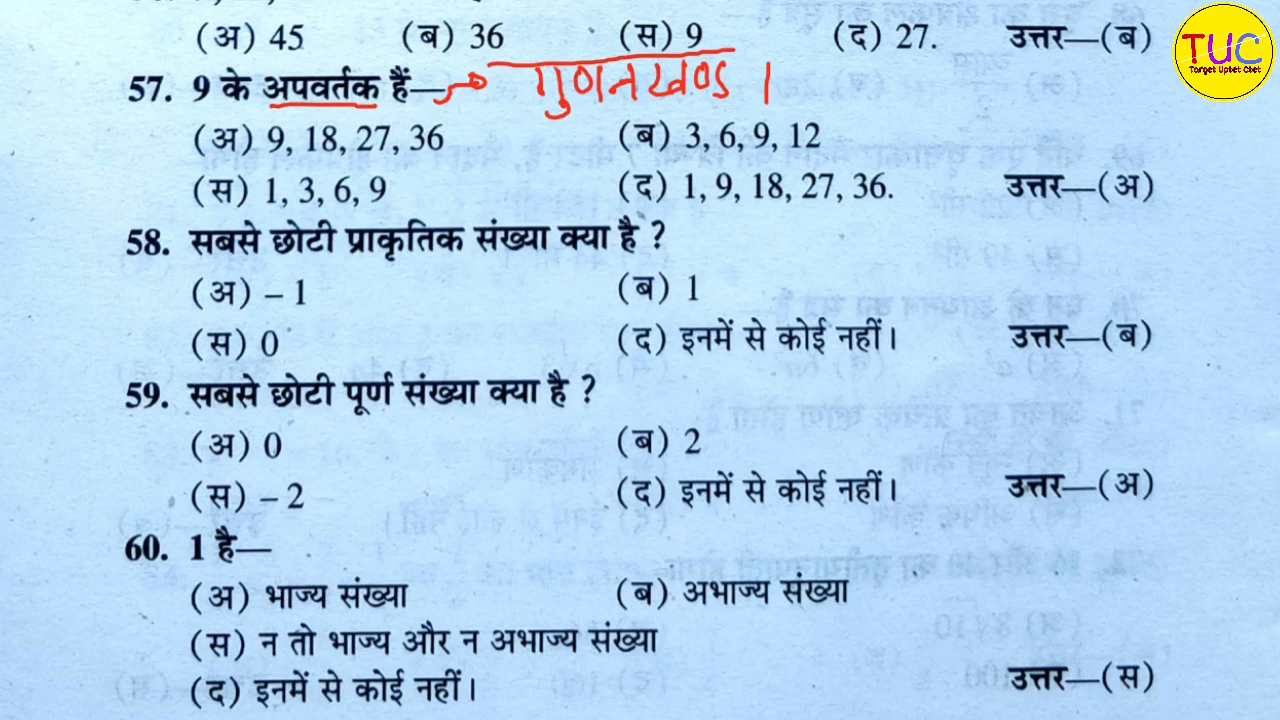 (अ) 45 (ब) 36 (स) 9 (द) 27. उत्तर—(ब)
TUC
Target Uptet Ctet
57. 9 के अपवर्तक हैं— गुणनखण्ड ।
(अ) 9, 18, 27, 36 (ब) 3, 6, 9, 12
(स) 1, 3, 6, 9 (द) 1, 9, 18, 27, 36. उत्तर—(अ)
58. सबसे छोटी प्राकृतिक संख्या क्या है ?
(अ) – 1 (ब) 1
(स) 0 (द) इनमें से कोई नहीं। उत्तर—(ब)
59. सबसे छोटी पूर्ण संख्या क्या है ?
(अ) 0 (ब) 2
(स) – 2 (द) इनमें से कोई नहीं। उत्तर—(अ)
60. 1 है—
(अ) भाज्य संख्या (ब) अभाज्य संख्या
(स) न तो भाज्य और न अभाज्य संख्या
(द) इनमें से कोई नहीं। उत्तर—(स)